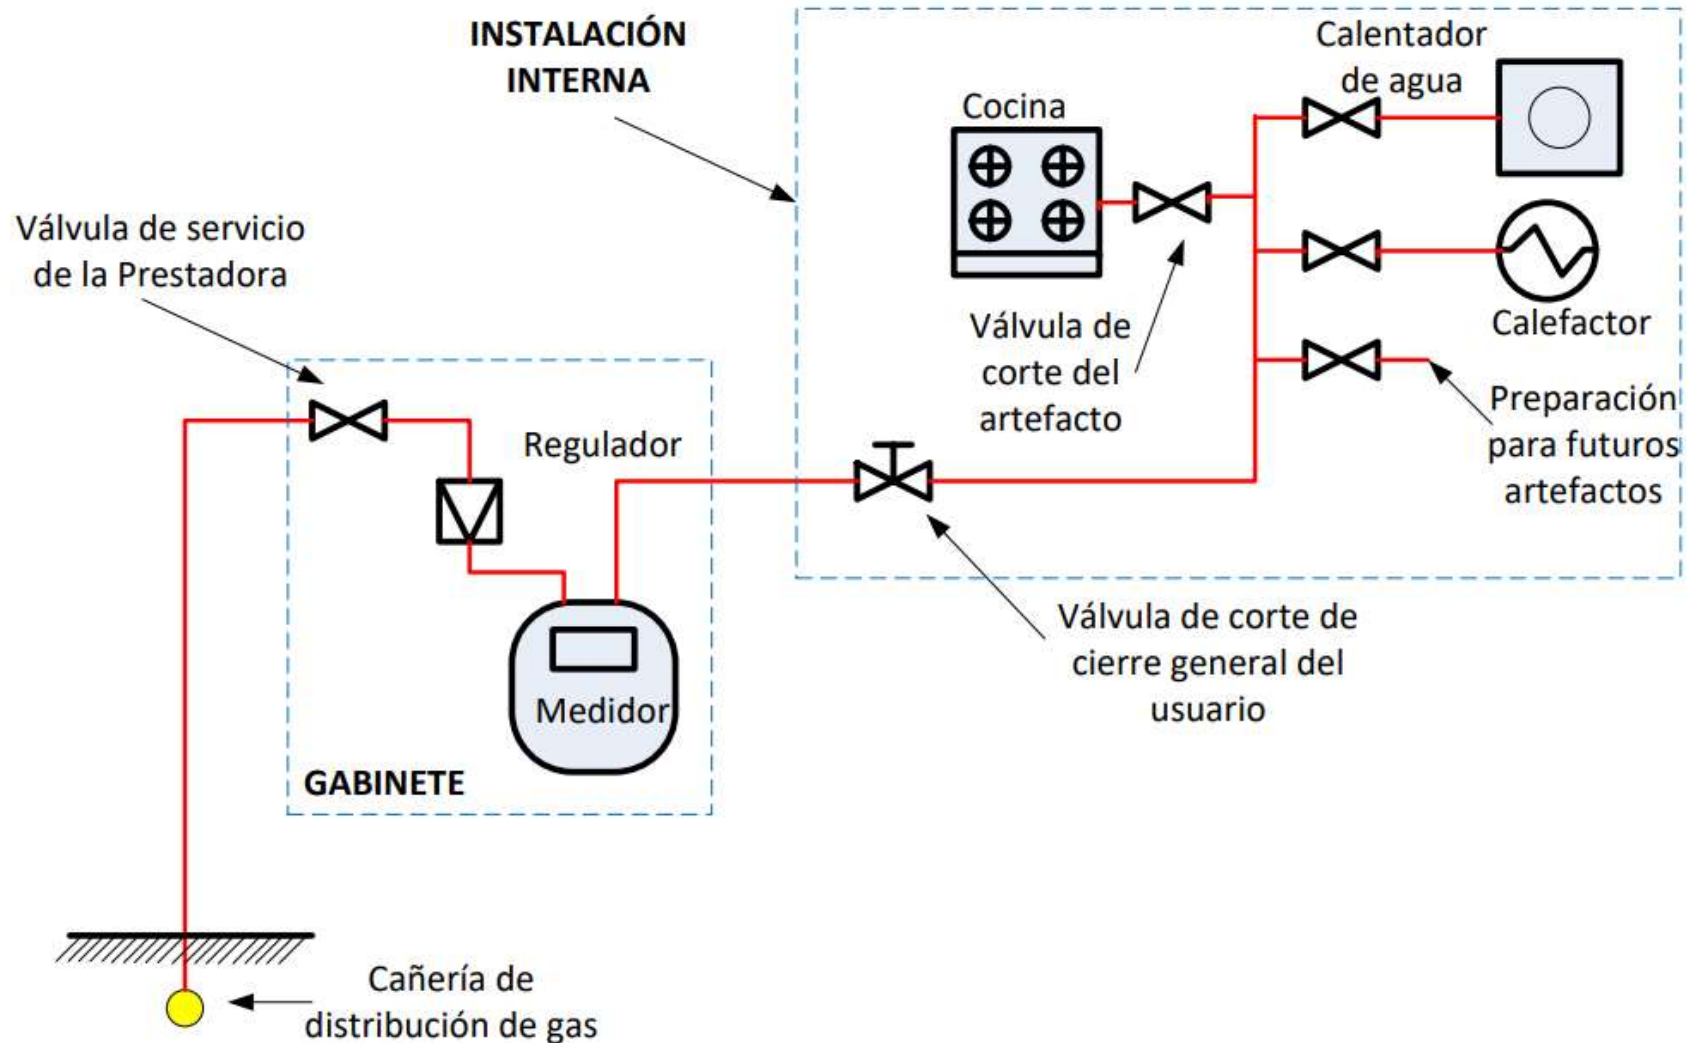 INSTALACIÓN
INTERNA
Calentador
de agua
Cocina
Válvula de servicio
de la Prestadora
Válvula de
corte del
artefacto
Calefactor
Preparación
para futuros
artefactos
Regulador
Medidor
GABINETE
Válvula de corte de
cierre general del
usuario
Cañería de
distribución de gas